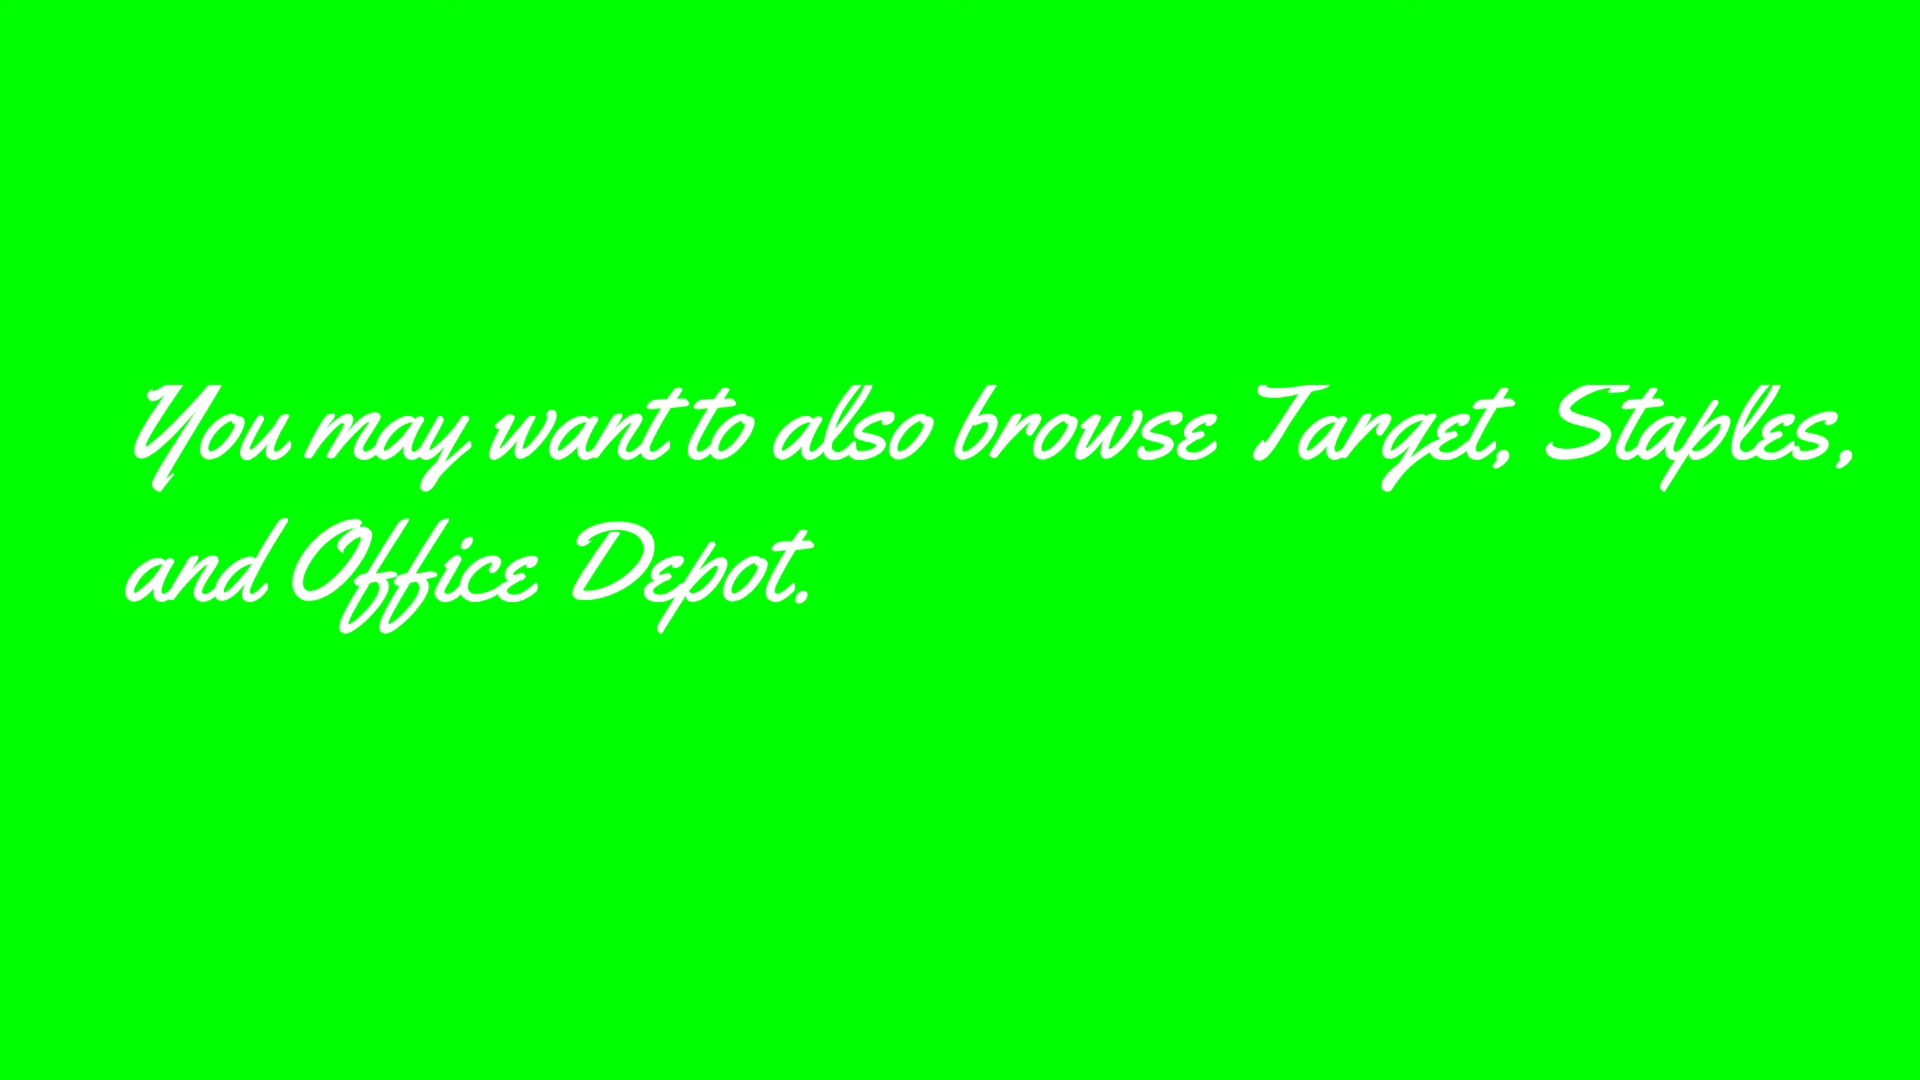 You may want to also browse Target, Staples,
and Office Depot.